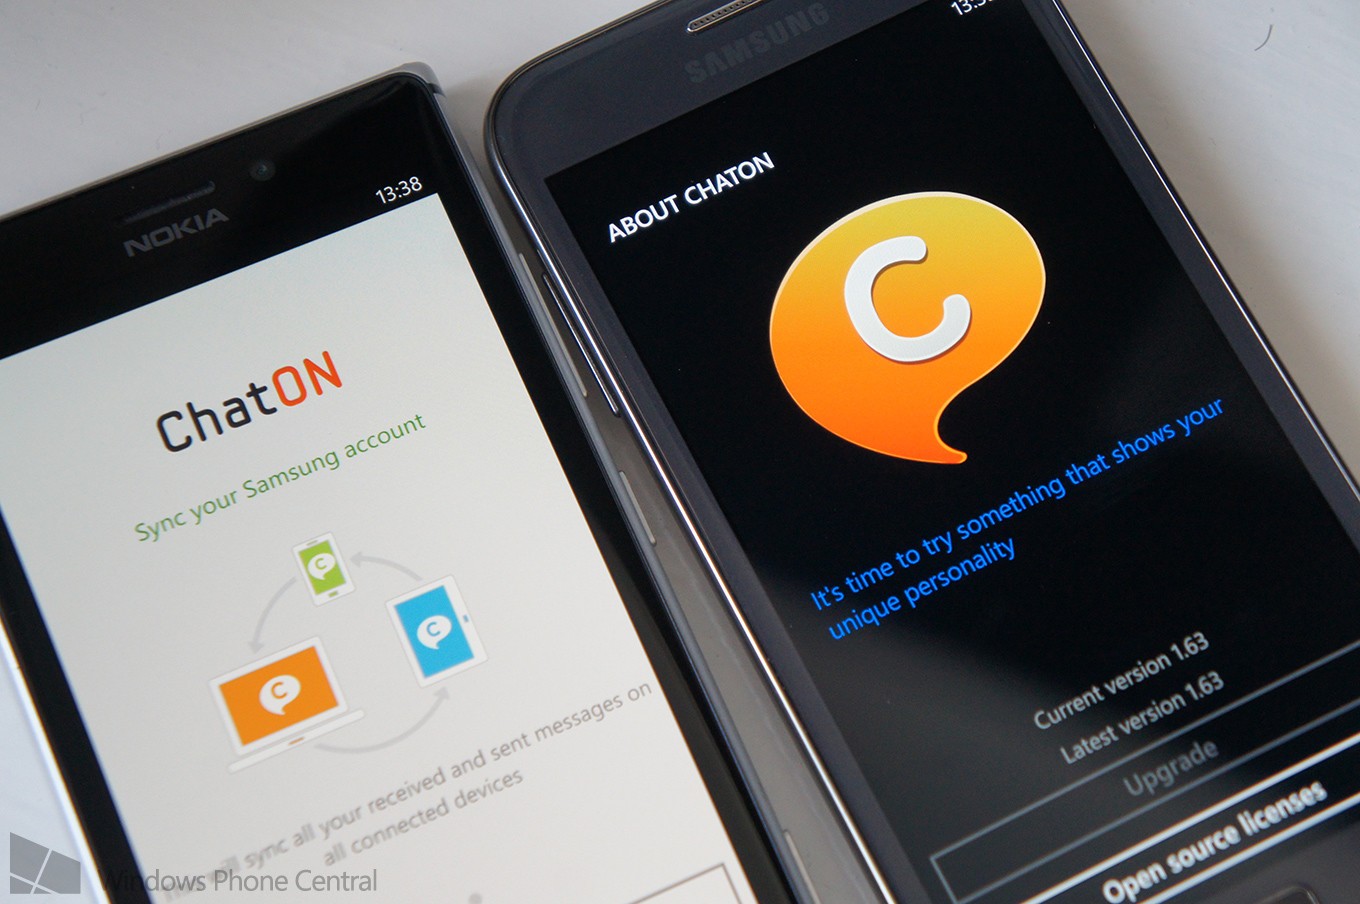 NOKIA
13:38
ChatON
Sync your Samsung account
sync all your received and sent messages on
all connected devices
SAMSUNG
ABOUT CHATON
C
It's time to try something that shows your
unique personality
Current version 1.63
Latest version 1.63
Upgrade
Open source licenses
Windows Phone Central